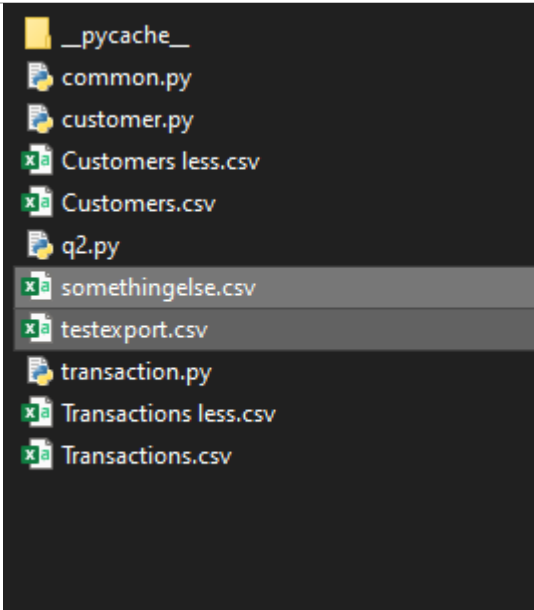 __pycache__
common.py
customer.py
Customers less.csv
Customers.csv
q2.py
somethingelse.csv
testexport.csv
transaction.py
Transactions less.csv
Transactions.csv